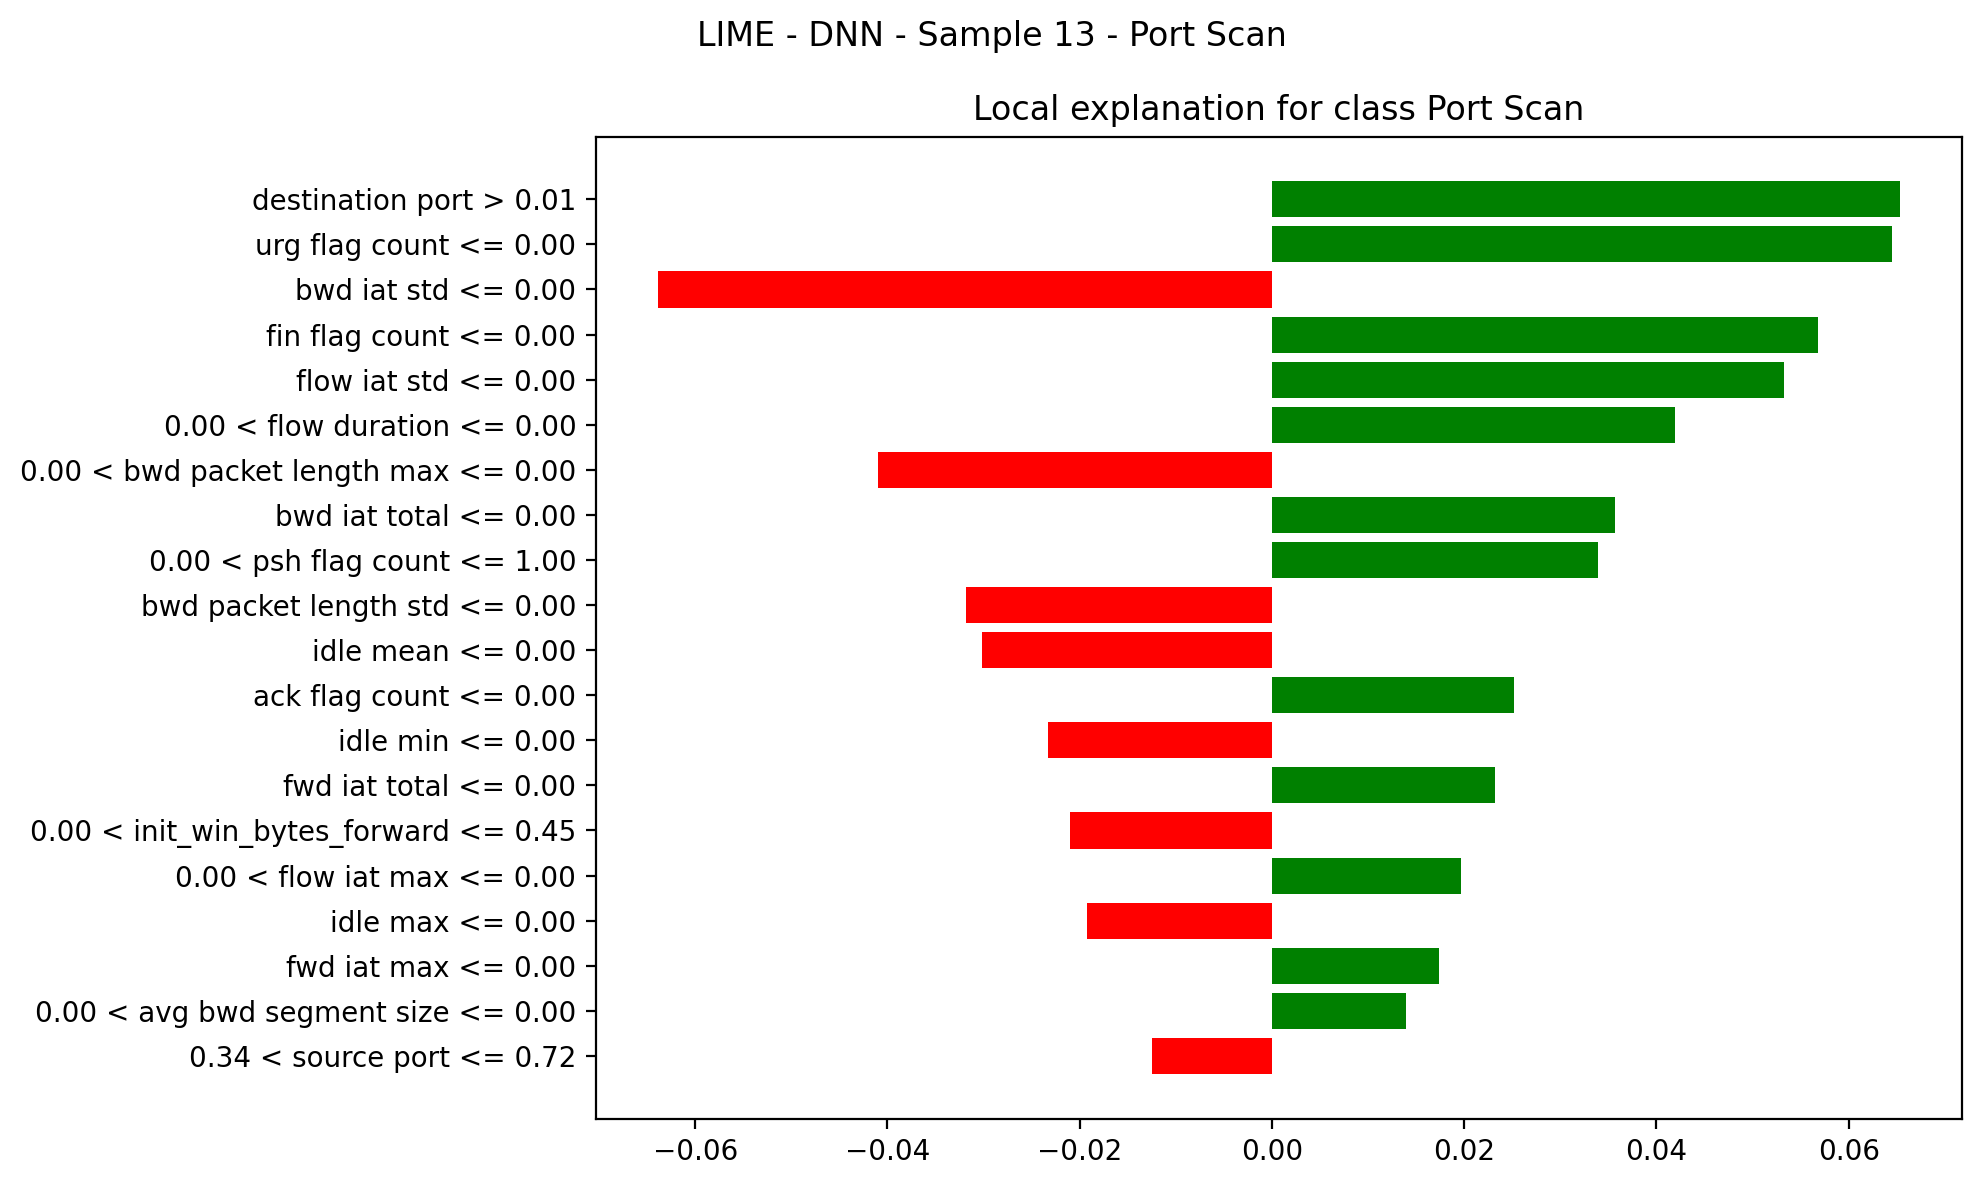 LIME - DNN - Sample 13 - Port Scan
Local explanation for class Port Scan
destination port > 0.01
urg flag count <= 0.00
bwd iat std <= 0.00
fin flag count <= 0.00
flow iat std <= 0.00
0.00 < flow duration <= 0.00
0.00 < bwd packet length max <= 0.00
bwd iat total <= 0.00
0.00 < psh flag count <= 1.00
bwd packet length std <= 0.00
idle mean <= 0.00
ack flag count <= 0.00
idle min <= 0.00
fwd iat total <= 0.00
0.00 < init_win_bytes_forward <= 0.45
0.00 < flow iat max <= 0.00
idle max <= 0.00
fwd iat max <= 0.00
0.00 < avg bwd segment size <= 0.00
0.34 < source port <= 0.72
−0.06 −0.04 −0.02 0.00 0.02 0.04 0.06